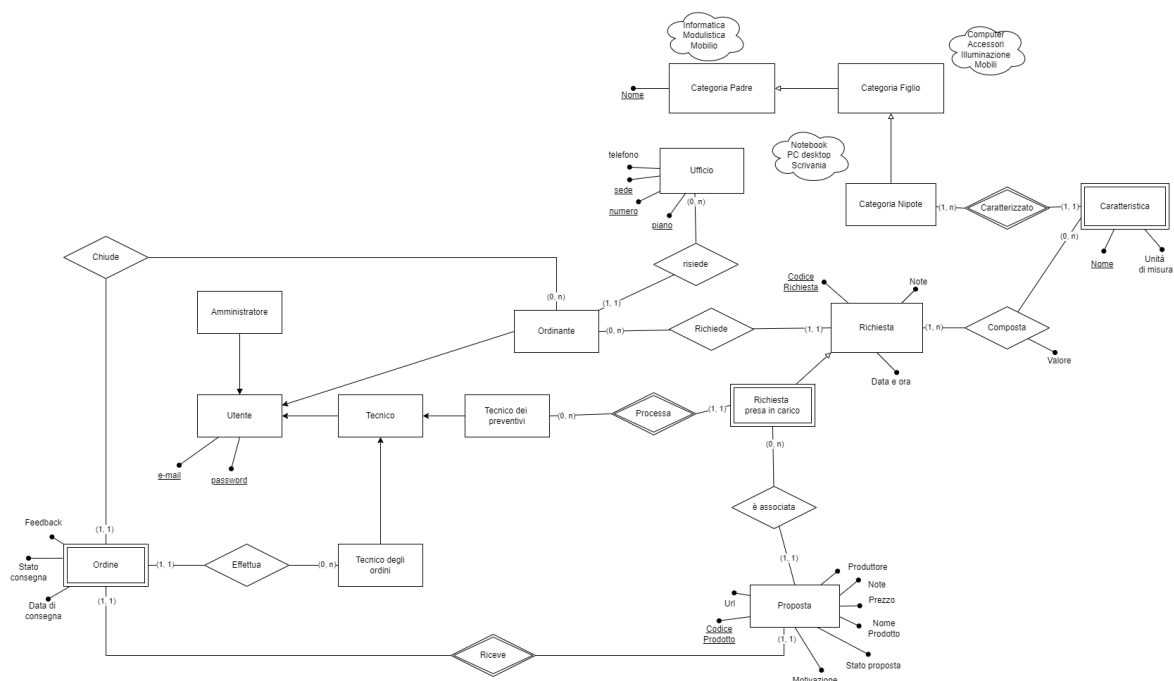 Informatica
Modulistica
Mobilio
Computer
Accessori
Illuminazione
Mobili
Nome
Categoria Padre
Categoria Figlio
Notebook
PC desktop
Scrivania
telefono
sede
numero
piano
Ufficio
(0, n)
Categoria Nipote
(1, n)
Caratterizzato
(1, 1)
Caratteristica
(0, n)
Nome
Unità
di misura
Chiude
risiede
(0, n)
(1, 1)
Codice
Richiesta
Note
Amministratore
Ordinante
(0, n)
Richiede
(1, 1)
Richiesta
(1, n)
Composta
Valore
Data e ora
Utente
Tecnico
Tecnico dei
preventivi
(0, n)
Processa
(1, 1)
Richiesta
presa in carico
(0, n)
e-mail
password
è associata
(1, 1)
Feedback
(1, 1)
Stato
consegna
Data di
consegna
Ordine
(1, 1)
Effettua
(0, n)
Tecnico degli
ordini
(1, 1)
Produttore
Note
Url
Proposta
Prezzo
Codice
Prodotto
Nome
Prodotto
(1, 1)
Stato proposta
Riceve
Motivazione